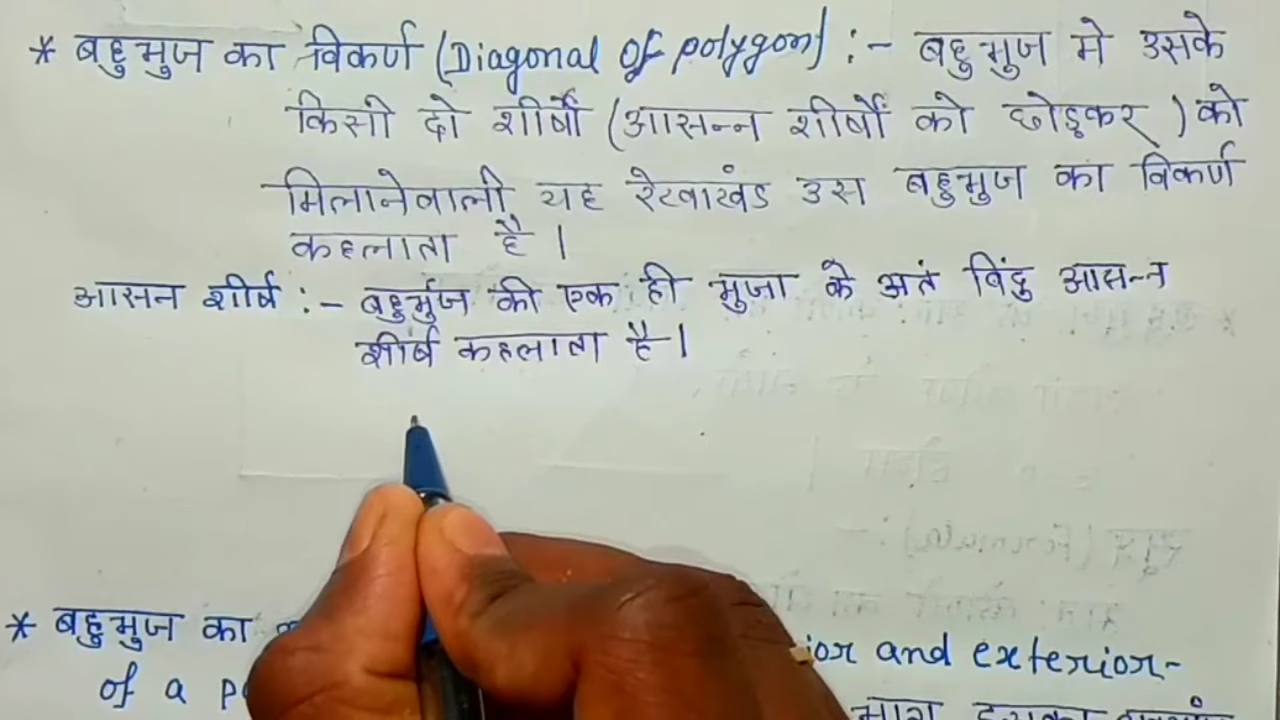 * बहुभुज का विकर्ण (Diagonal of polygon) :- बहुभुज मे उसके
किसी दो शीर्षों (आसन्न शीर्षों को छोड़कर) को
मिलानेवाली यह रेखाखंड उस बहुभुज का विकर्ण
कहलाता है।
आसन शीर्ष :- बहुर्भुज की एक ही भुजा के अतं विंदु आसन्न
शीर्ष कहलाता है।
* बहुभुज का
ior and exterior-
of a
भाग